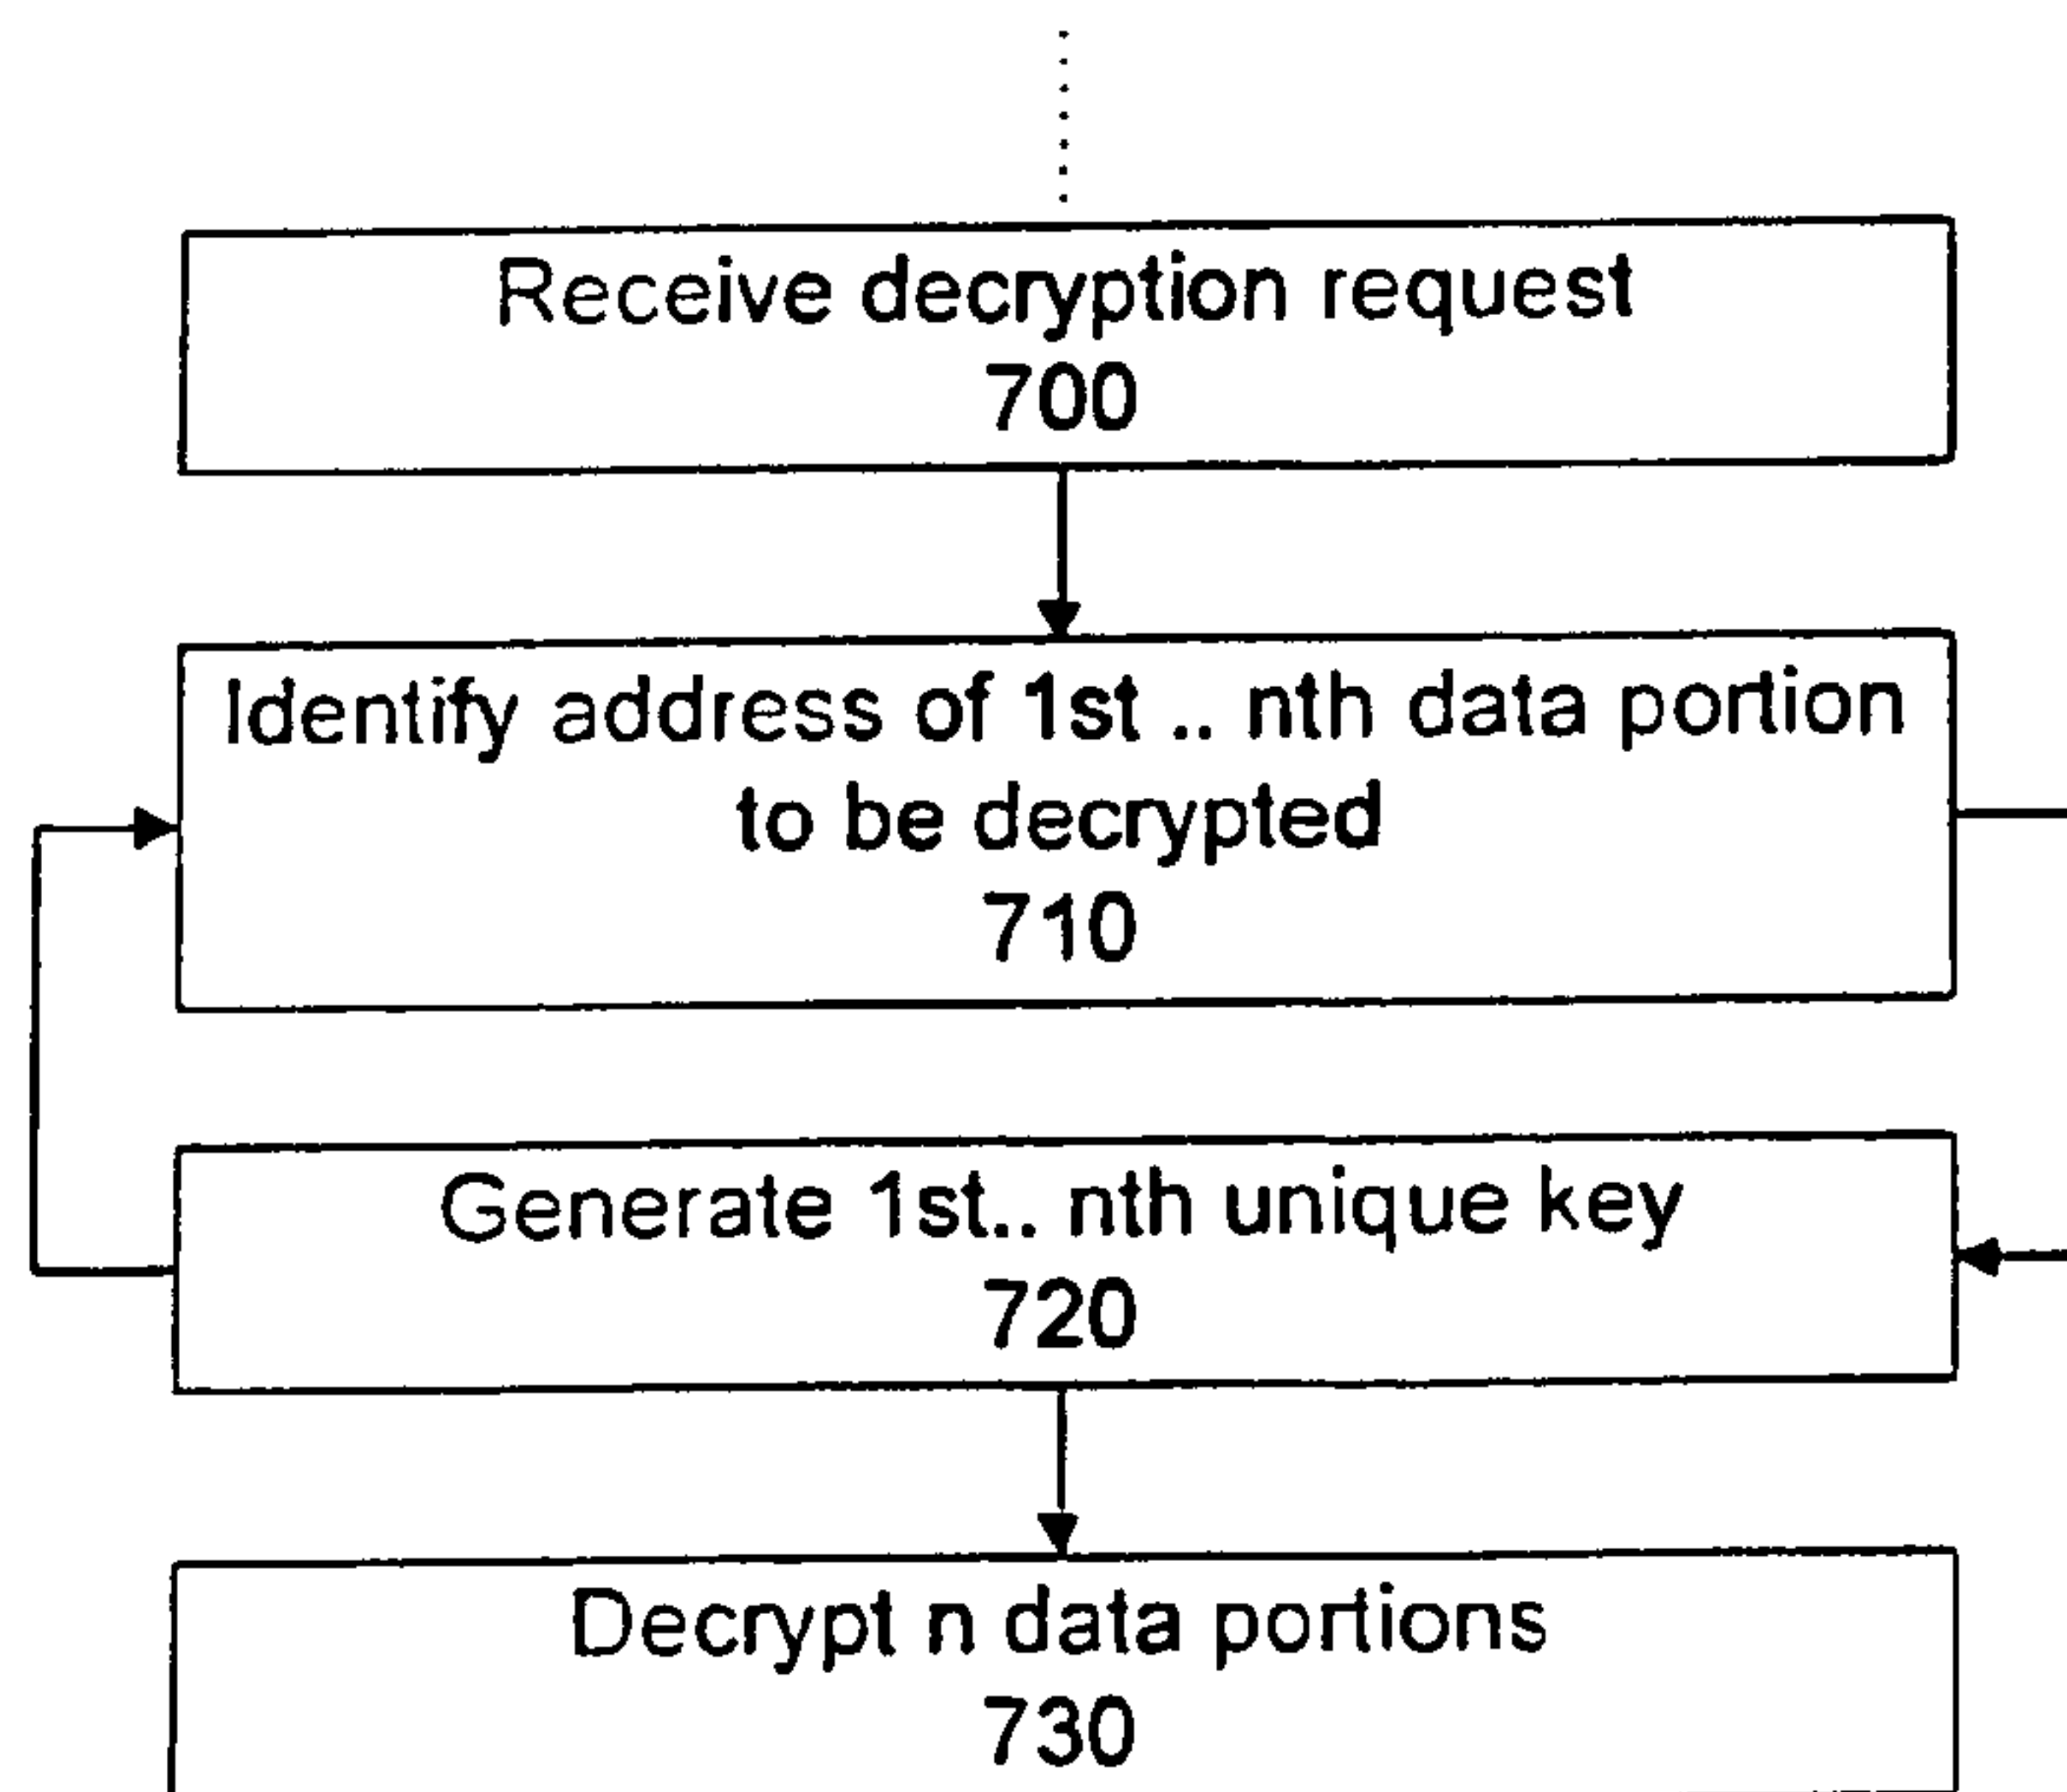 Receive decryption request
700
Identify address of 1st .. nth data portion
to be decrypted
710
Generate 1st.. nth unique key
720
Decrypt n data portions
730